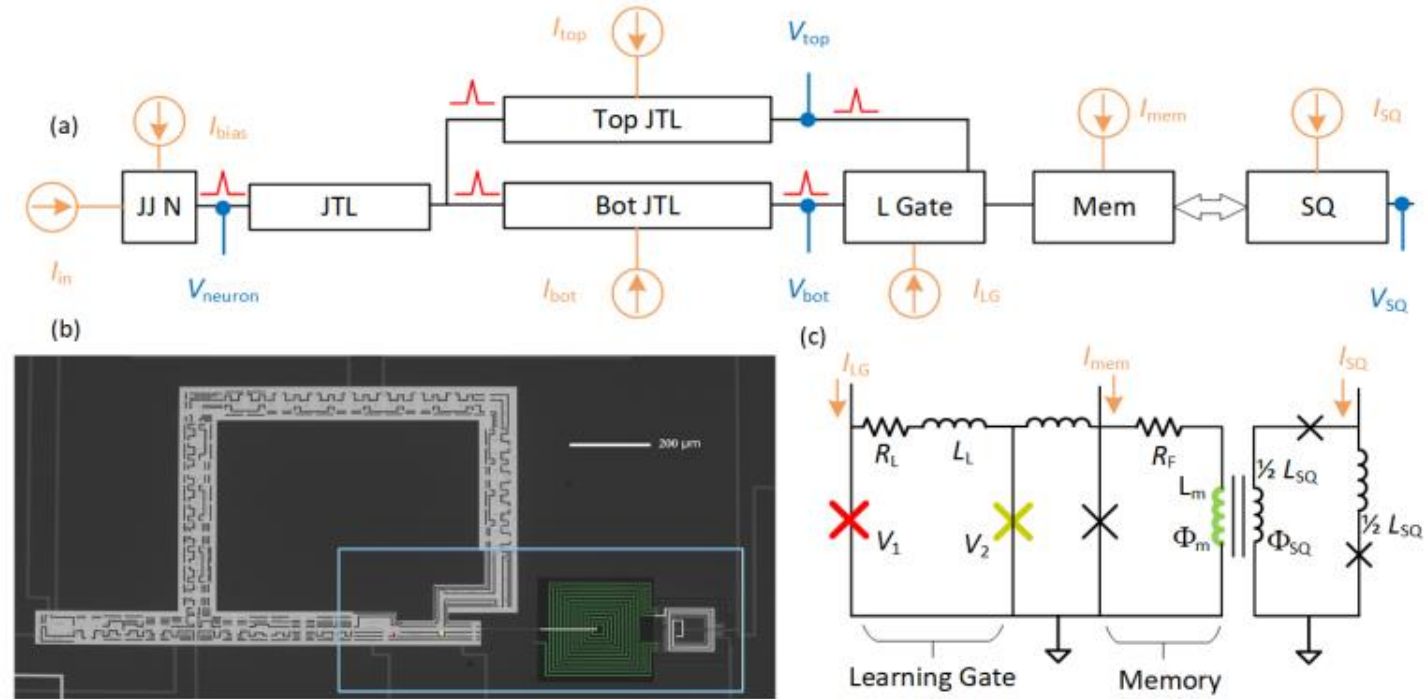 (a)
I_top
V_top
I_bias
Top JTL
I_mem
I_SQ
JJ N
JTL
Bot JTL
L Gate
Mem
SQ
I_in
V_neuron
I_bot
V_bot
I_LG
V_SQ
(b)
200 μm
(c)
I_LG
I_mem
I_SQ
R_L
L_L
R_F
L_m
½ L_SQ
½ L_SQ
V_1
V_2
Φ_m
Φ_SQ
Learning Gate
Memory